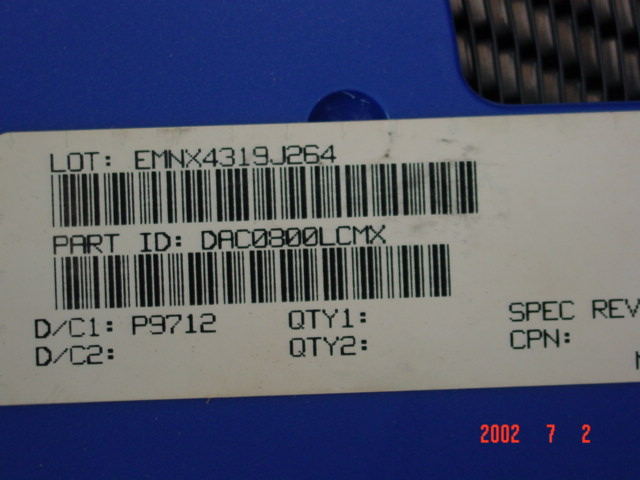 LOT: EMNX4319J264
PART ID: DAC0800LCMX
D/C1: P9712 QTY1: SPEC REV
D/C2: QTY2: CPN:
2002 7 2